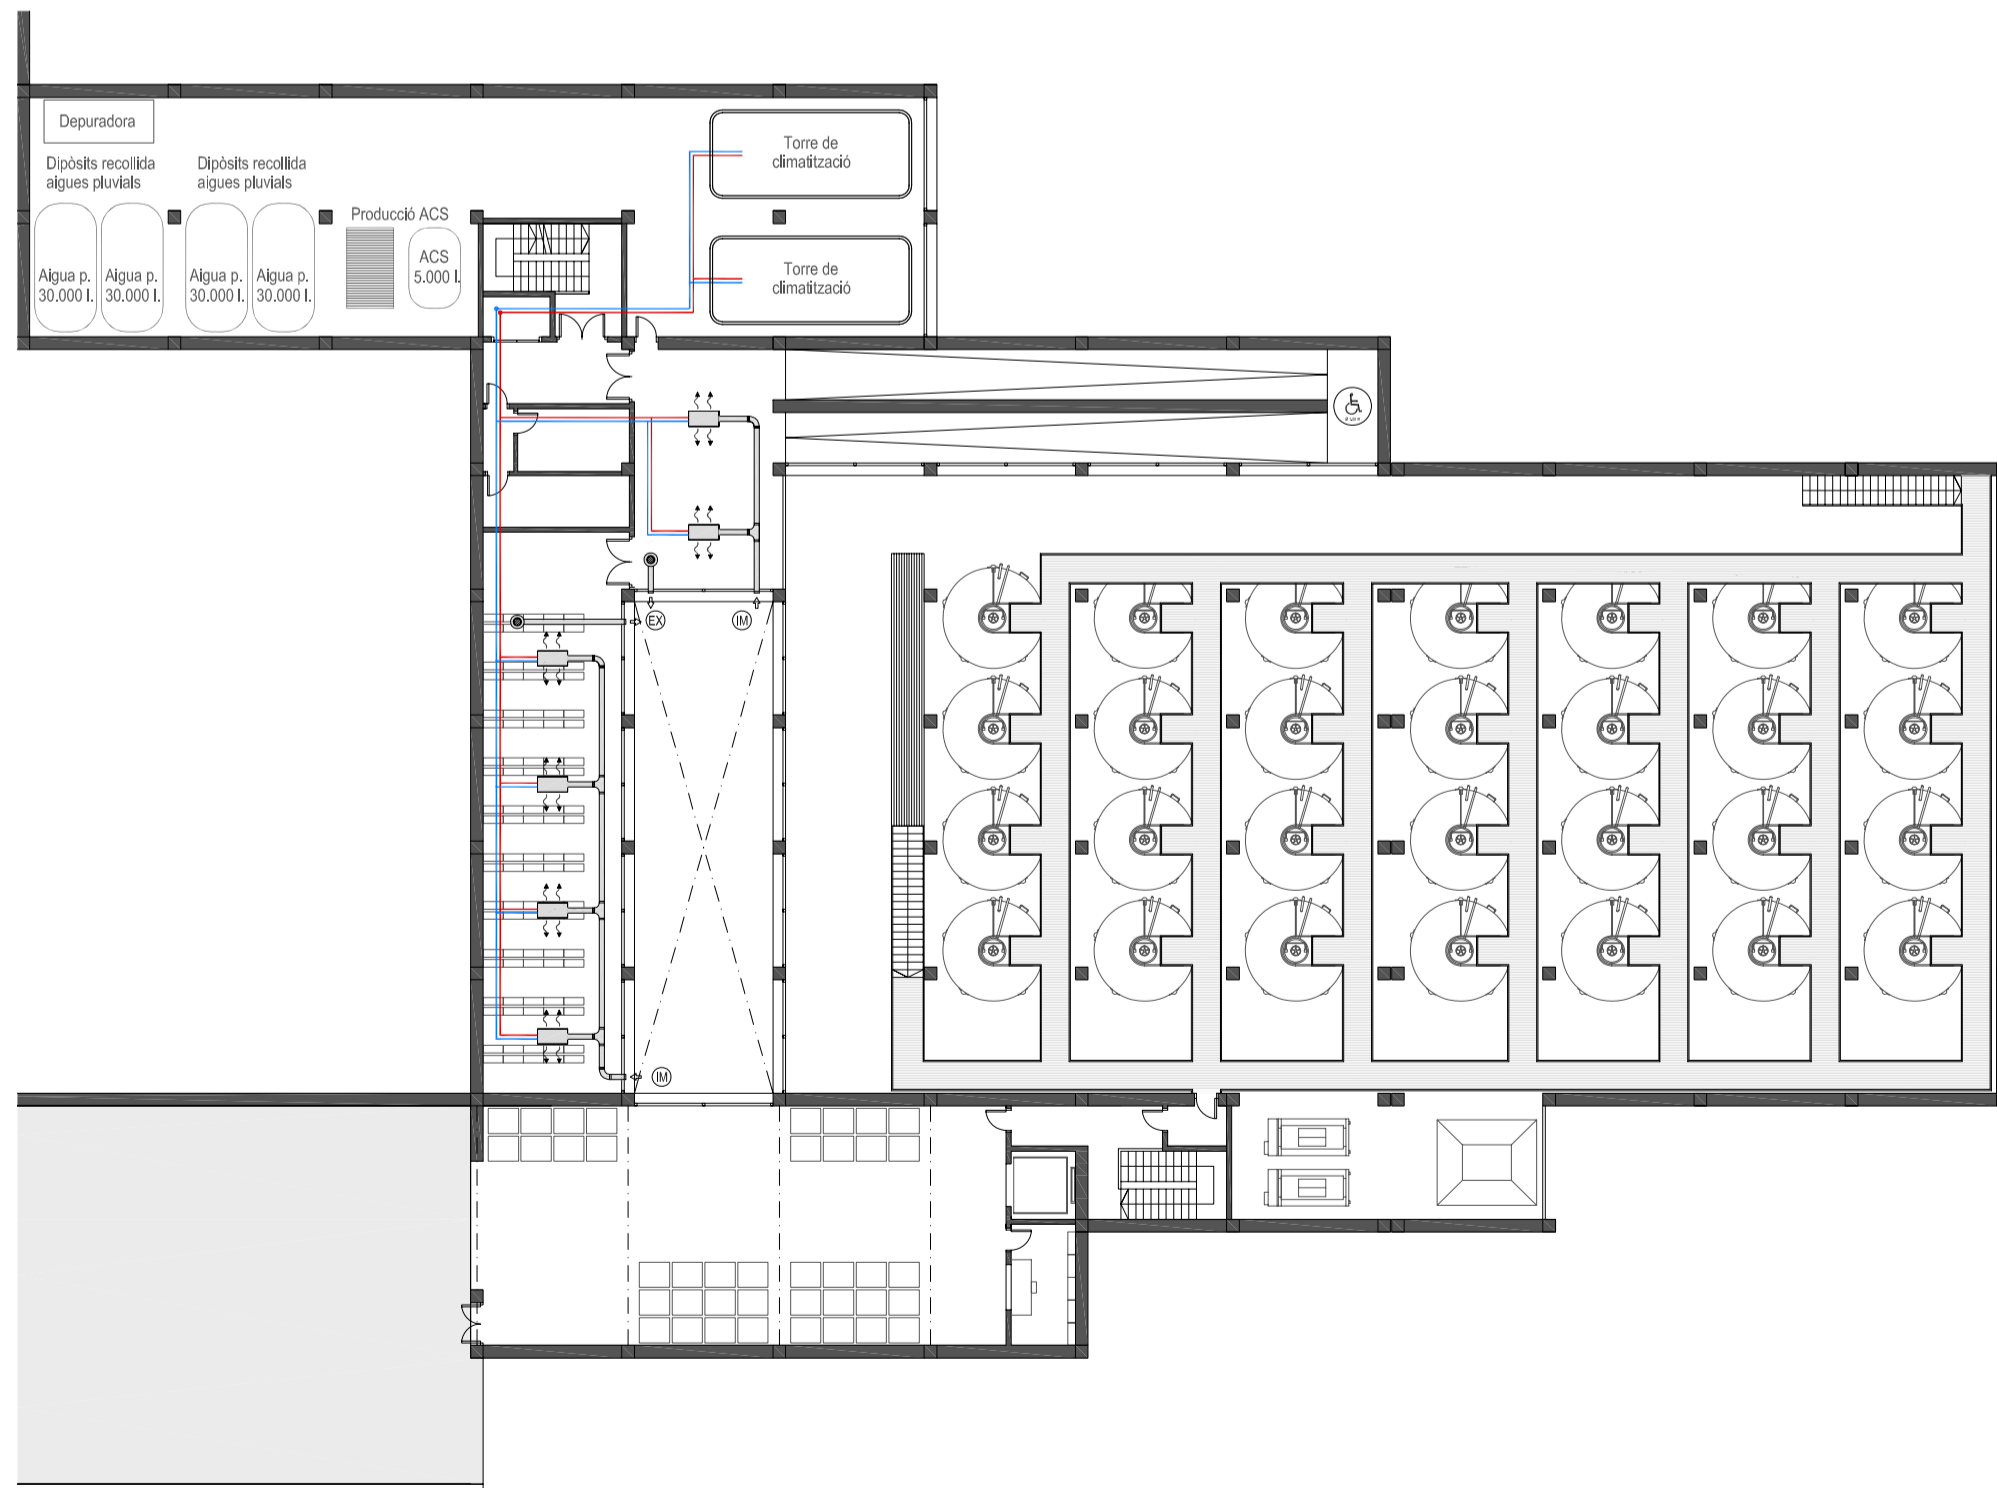 Depuradora
Dipòsits recollida
aigues pluvials
Dipòsits recollida
aigues pluvials
Aigua p.
30.000 l.
Aigua p.
30.000 l.
Aigua p.
30.000 l.
Aigua p.
30.000 l.
Producció ACS
ACS
5.000 l.
Torre de
climatització
Torre de
climatització
EX
IM
IM